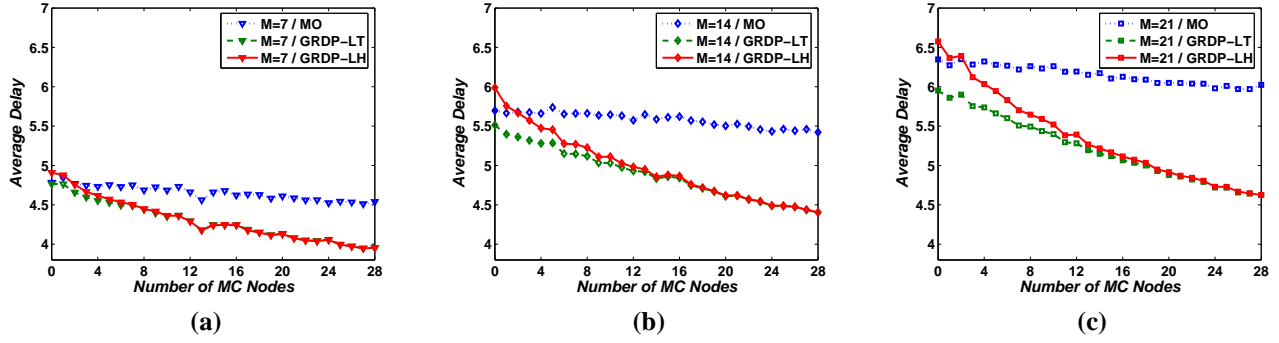 6.5
6
5.5
5
4.5
4
Average Delay
M=7 / MO
M=7 / GRDP-LT
M=7 / GRDP-LH
0 4 8 12 16 20 24 28
Number of MC Nodes
(a)
6.5
6
5.5
5
4.5
4
Average Delay
M=14 / MO
M=14 / GRDP-LT
M=14 / GRDP-LH
0 4 8 12 16 20 24 28
Number of MC Nodes
(b)
7
6.5
6
5.5
5
4.5
4
Average Delay
M=21 / MO
M=21 / GRDP-LT
M=21 / GRDP-LH
0 4 8 12 16 20 24 28
Number of MC Nodes
(c)